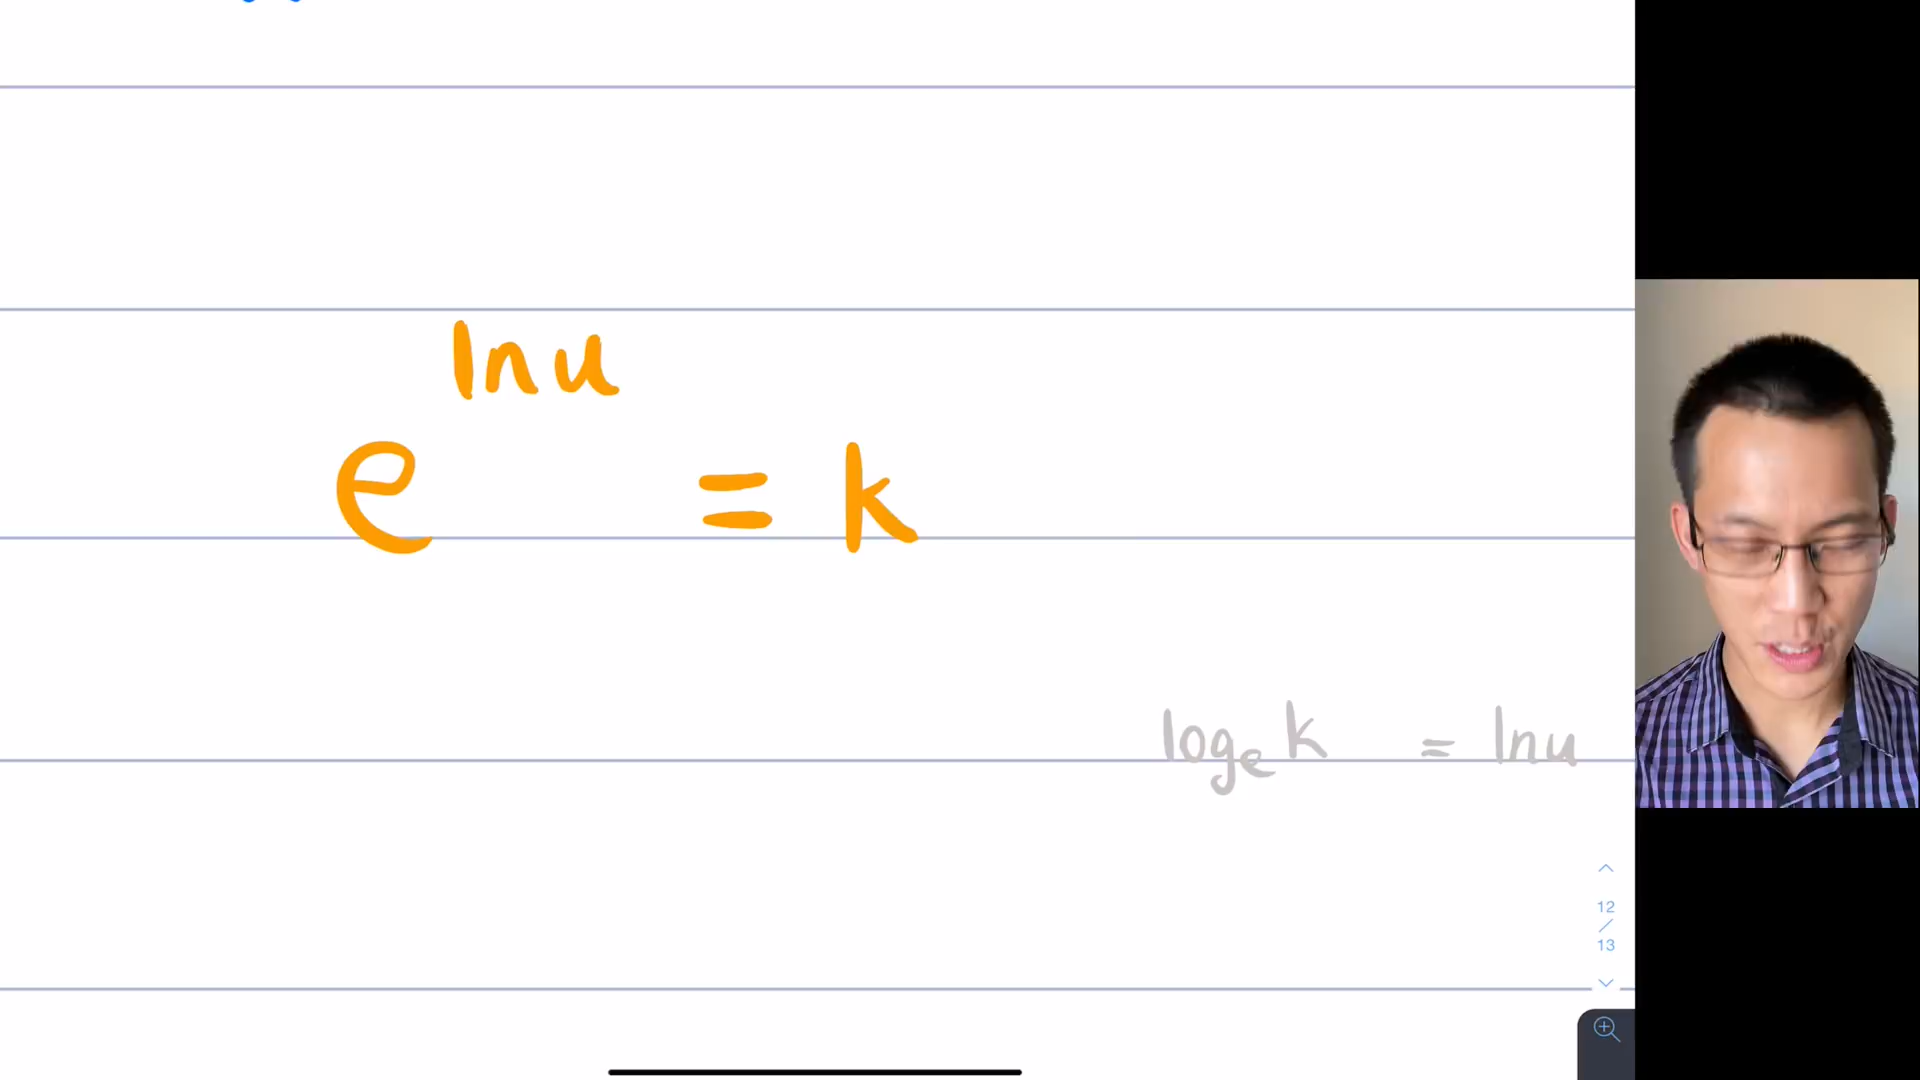 e^{ln u} = k
log_e k = ln u
12
/
13